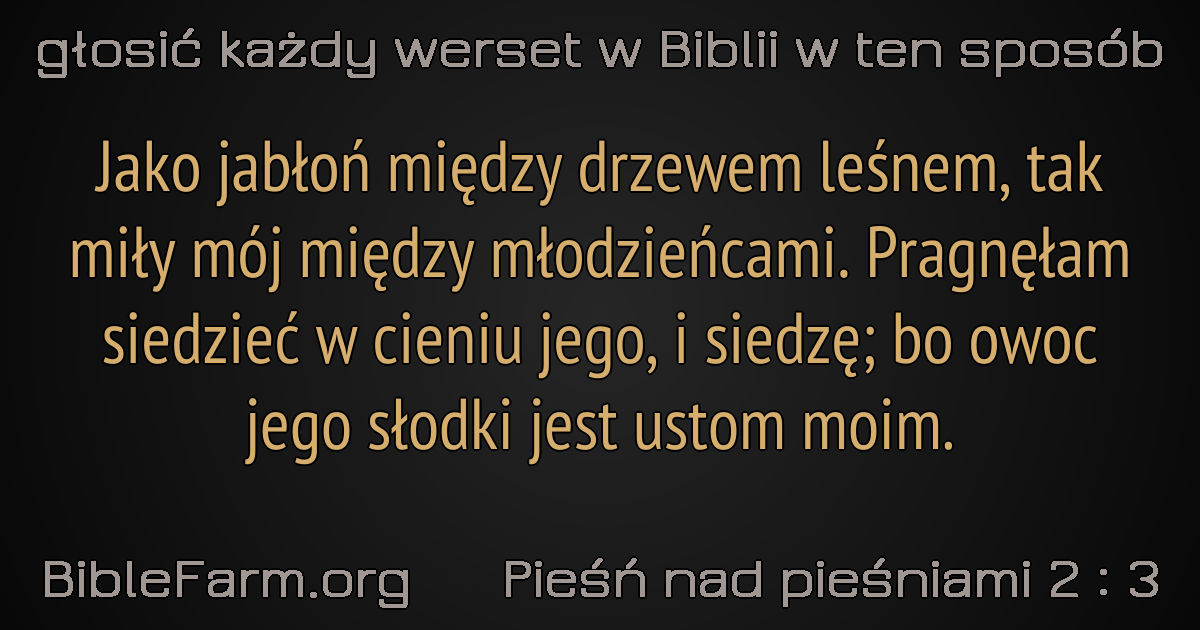 głosić każdy werset w Biblii w ten sposób
Jako jabłoń między drzewem leśnem, tak
miły mój między młodzieńcami. Pragnęłam
siedzieć w cieniu jego, i siedzę; bo owoc
jego słodki jest ustom moim.
BibleFarm.org Pieśń nad pieśniami 2 : 3